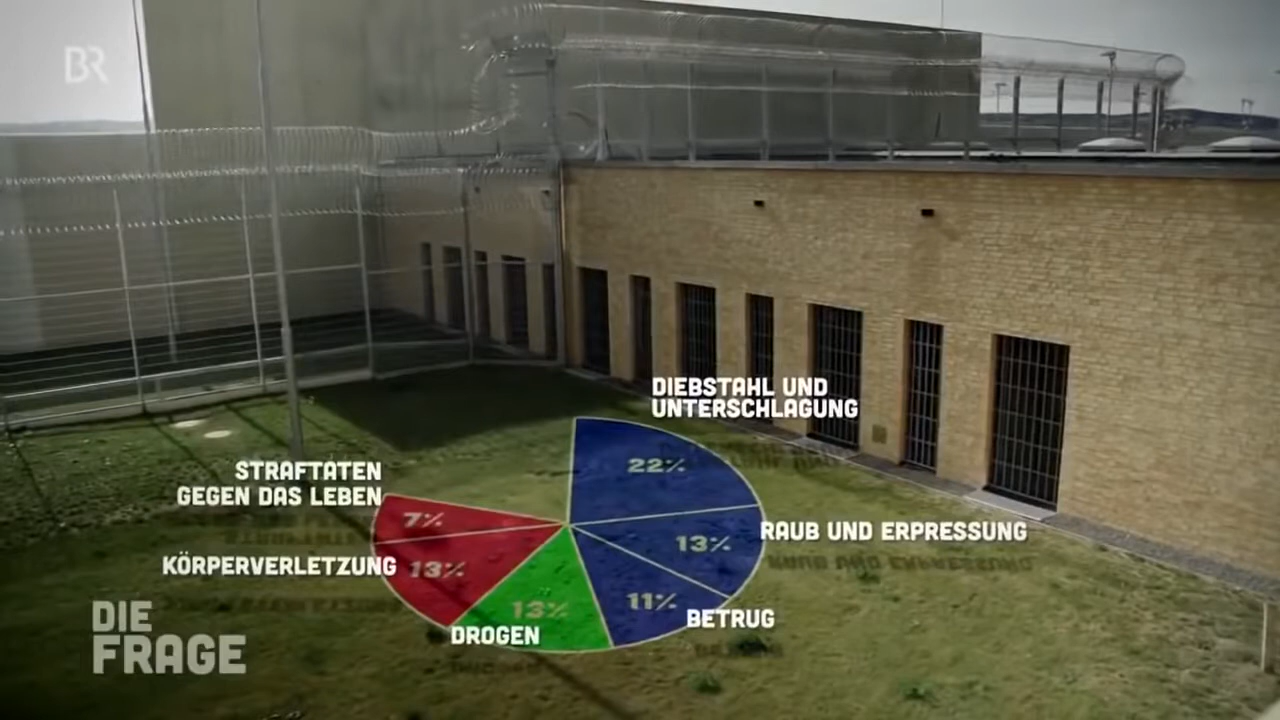 BR
DIEBSTAHL UND
UNTERSCHLAGUNG
22%
STRAFTATEN
GEGEN DAS LEBEN
7%
RAUB UND ERPRESSUNG
13%
KÖRPERVERLETZUNG
13%
11%
BETRUG
13%
DROGEN
DIE
FRAGE